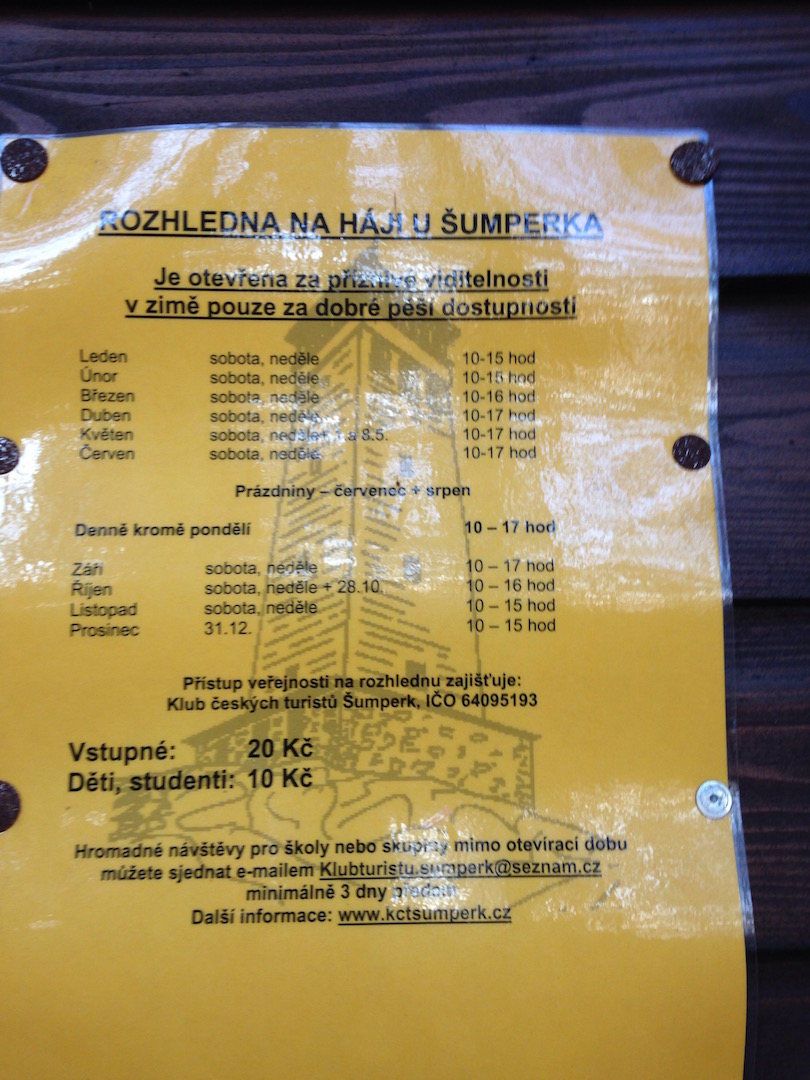 ROZHLEDNA NA HÁJI U ŠUMPERKA
Je otevřena za příznivé viditelnosti
v zimě pouze za dobré pěší dostupnosti
Leden sobota, neděle 10-15 hod
Únor sobota, neděle 10-15 hod
Březen sobota, neděle 10-16 hod
Duben sobota, neděle 10-17 hod
Květen sobota, neděle a 8.5. 10-17 hod
Červen sobota, neděle 10-17 hod
Prázdniny – červenec + srpen
Denně kromě pondělí 10 – 17 hod
Září sobota, neděle 10 – 17 hod
Říjen sobota, neděle + 28.10. 10 – 16 hod
Listopad sobota, neděle 10 – 15 hod
Prosinec 31.12. 10 – 15 hod
Přístup veřejnosti na rozhlednu zajišťuje:
Klub českých turistů Šumperk, IČO 64095193
Vstupné: 20 Kč
Děti, studenti: 10 Kč
Hromadné návštěvy pro školy nebo skupiny mimo otevírací dobu
můžete sjednat e-mailem Klubturistu.sumperk@seznam.cz
minimálně 3 dny předem
Další informace: www.kctsumperk.cz